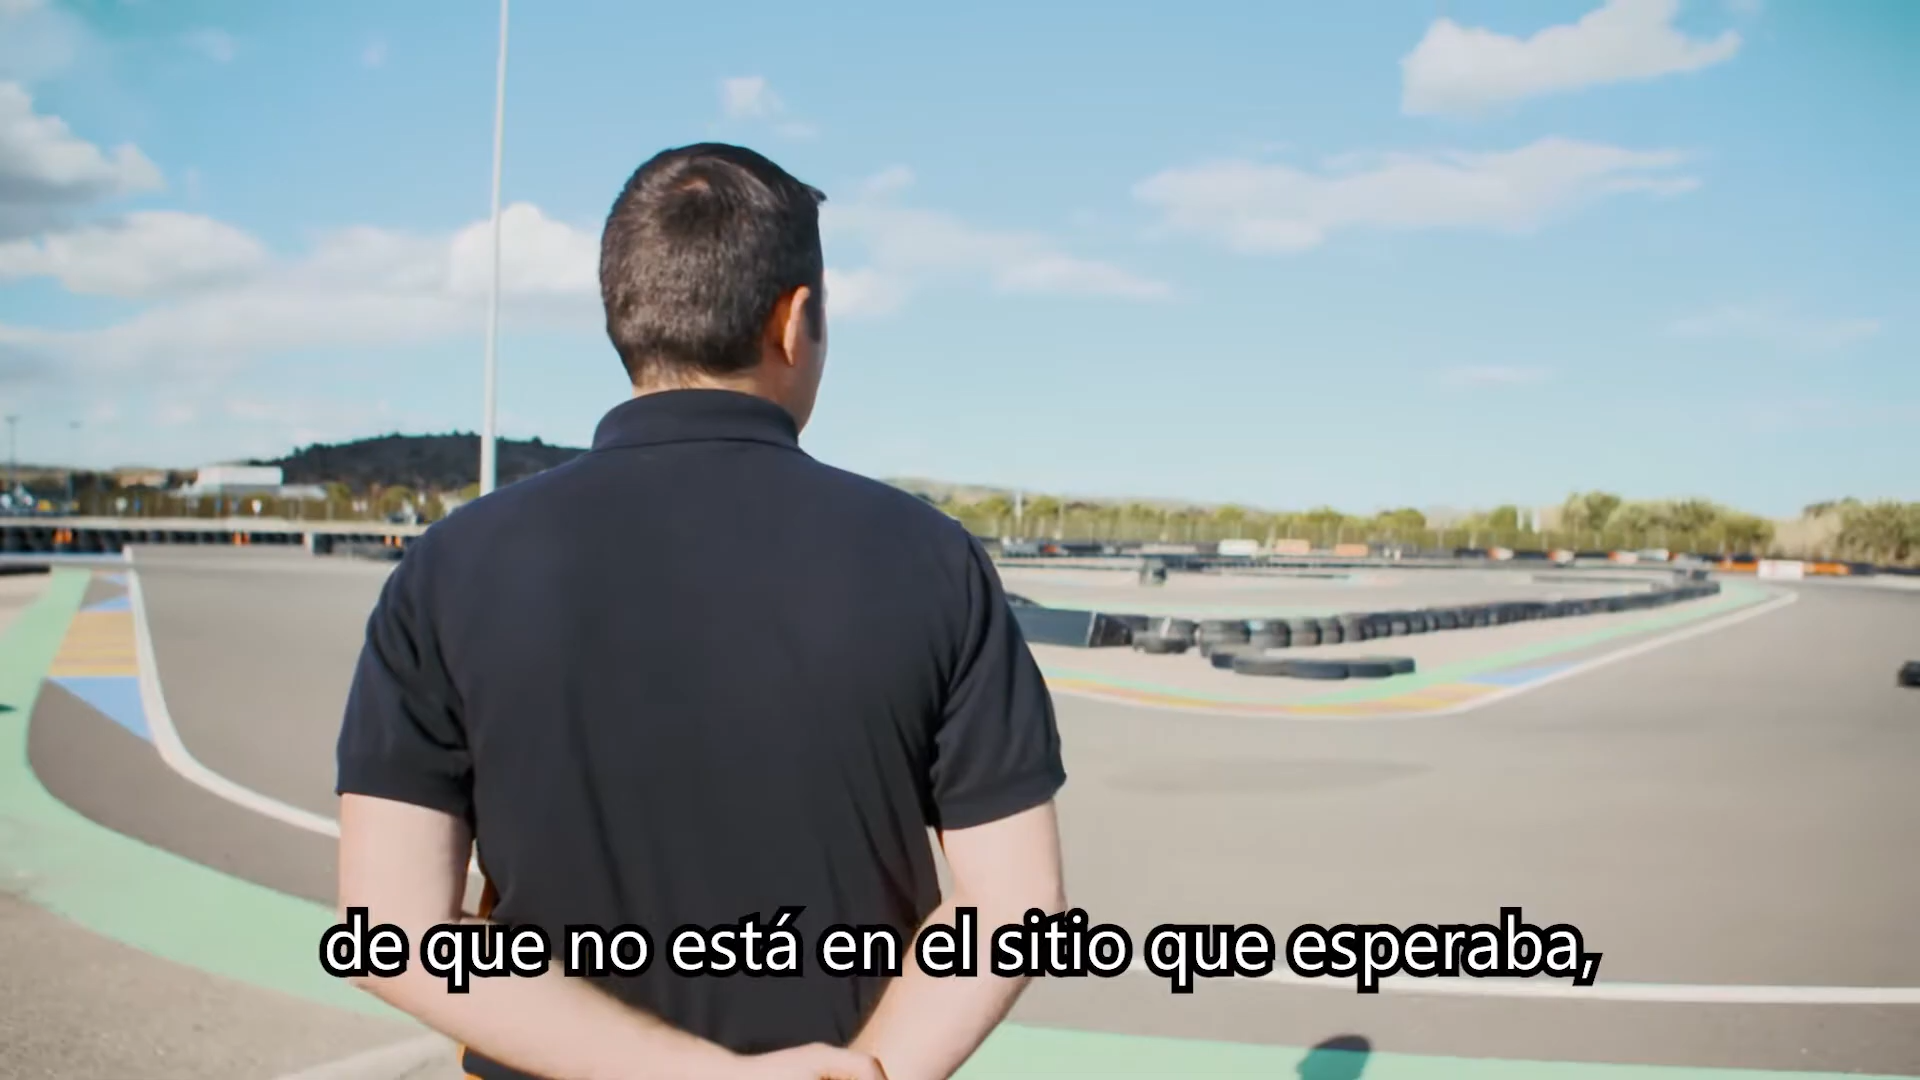 de que no está en el sitio que esperaba,